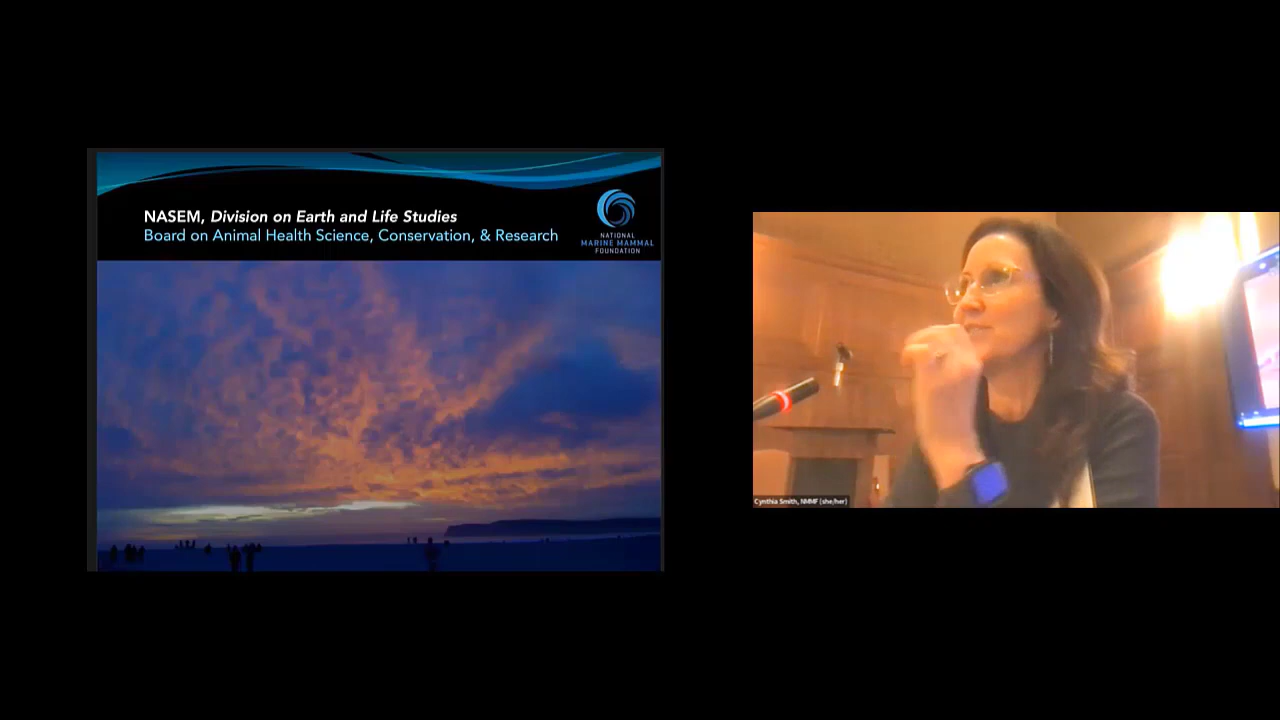 NASEM, Division on Earth and Life Studies
Board on Animal Health Science, Conservation, & Research
NATIONAL
MARINE MAMMAL
FOUNDATION
Cynthia Smith, NMMF (she/her)